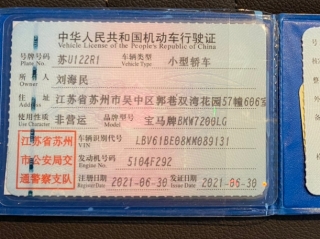 中华人民共和国机动车行驶证
Vehicle License of the People's Republic of China
号牌号码 苏U122R1 车辆类型 小型轿车
Plate No. Vehicle Type
所有人 刘海民
Owner
住址 江苏省苏州市吴中区郭巷双湾花园57幢606室
Address
使用性质 非营运 品牌型号 宝马牌BMW7200LG
Use Character Model
江苏省苏州
市公安局交
通警察支队
车辆识别代号 LBV61BE08MM089131
VIN
发动机号码 5104F292
Engine No.
注册日期 2021-06-30 发证日期 2021-06-30
Register Date Issue Date